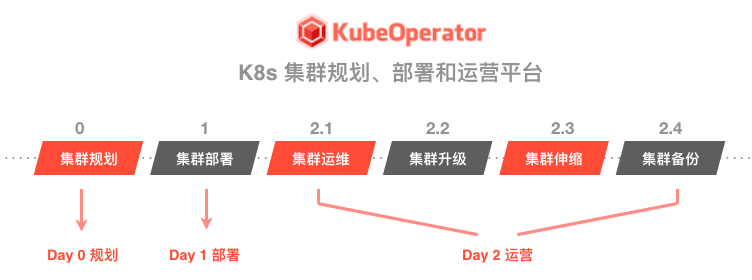 KubeOperator
K8s 集群规划、部署和运营平台
0 1 2.1 2.2 2.3 2.4
集群规划 集群部署 集群运维 集群升级 集群伸缩 集群备份
Day 0 规划 Day 1 部署 Day 2 运营